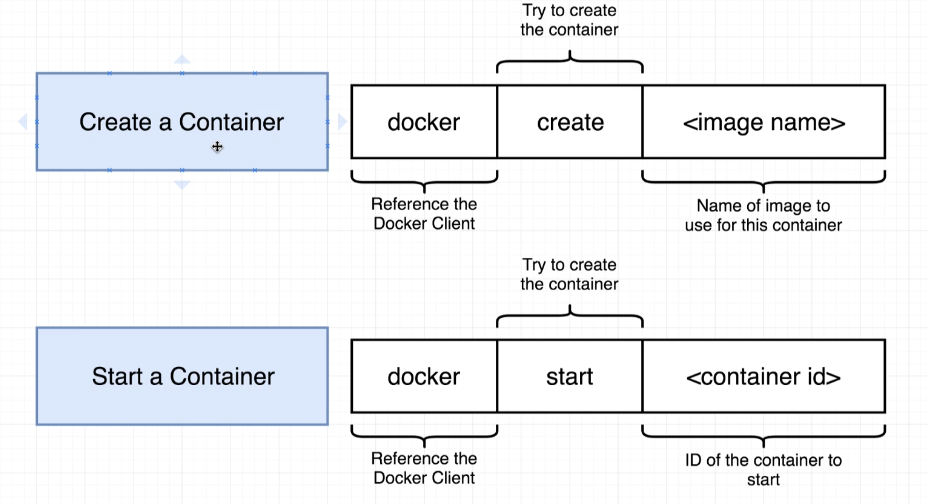 Try to create
the container
Create a Container
docker
create
<image name>
Reference the
Docker Client
Name of image to
use for this container
Try to create
the container
Start a Container
docker
start
<container id>
Reference the
Docker Client
ID of the container to
start